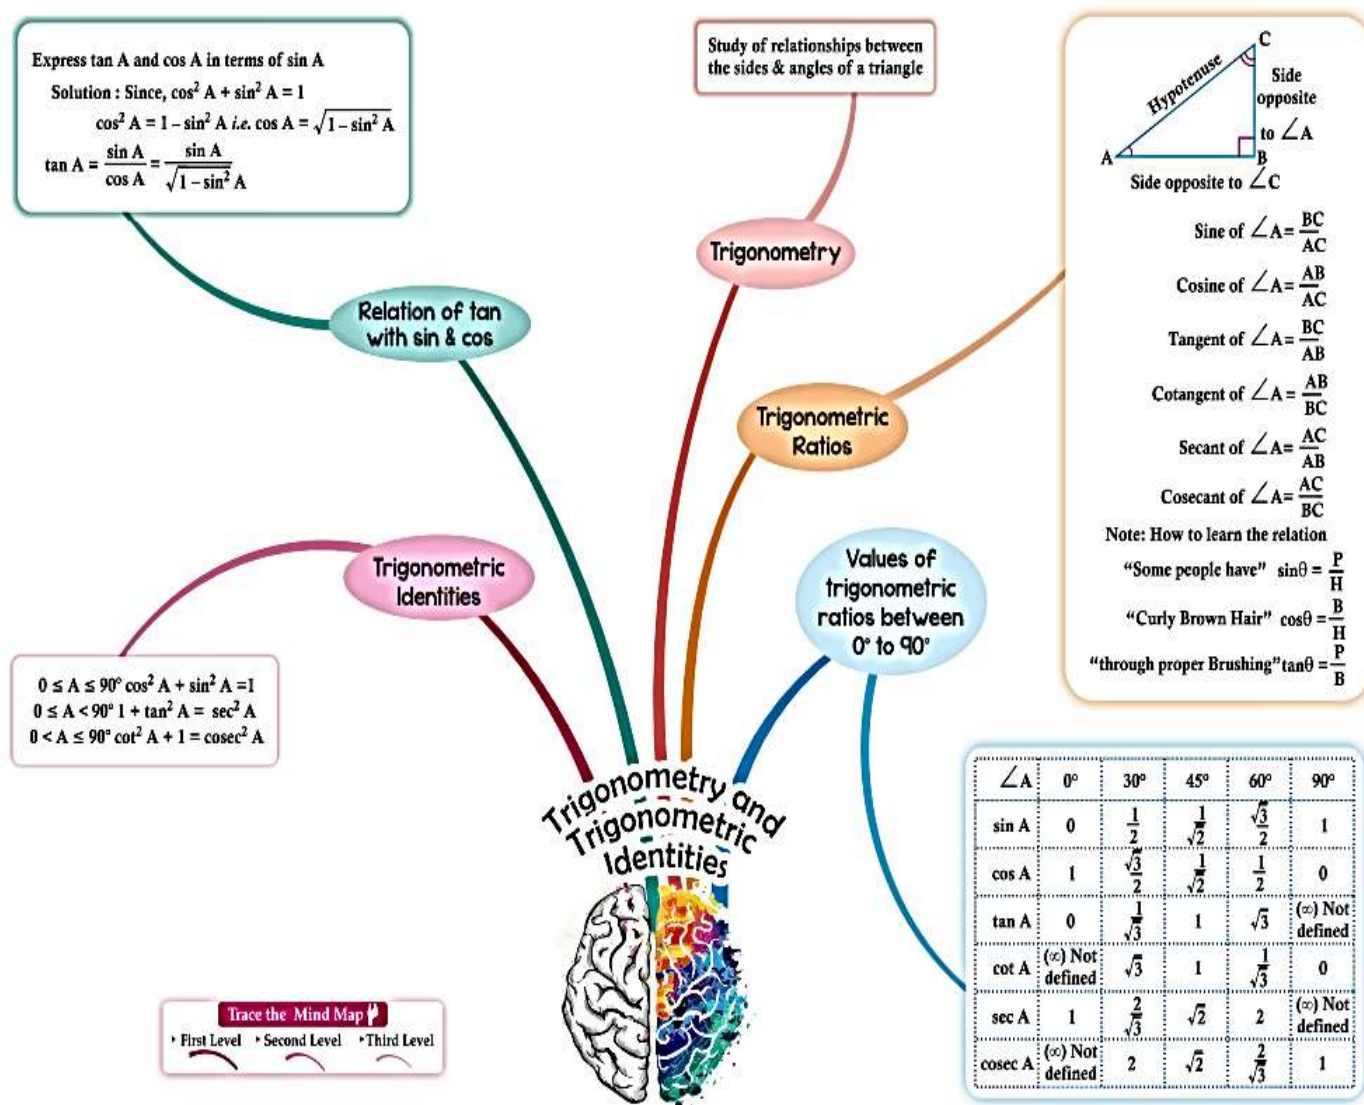 Express tan A and cos A in terms of sin A
Solution : Since, cos² A + sin² A = 1
cos² A = 1 – sin² A i.e. cos A = √(1 – sin² A)
tan A = sin A / cos A = sin A / √(1 – sin²) A
Relation of tan
with sin & cos
Study of relationships between
the sides & angles of a triangle
Trigonometry
C
Hypotenuse
Side
opposite
to ∠A
A
B
Side opposite to ∠C
Sine of ∠A = BC/AC
Cosine of ∠A = AB/AC
Tangent of ∠A = BC/AB
Cotangent of ∠A = AB/BC
Secant of ∠A = AC/AB
Cosecant of ∠A = AC/BC
Note: How to learn the relation
“Some people have” sinθ = P/H
“Curly Brown Hair” cosθ = B/H
“through proper Brushing” tanθ = P/B
Trigonometric
Ratios
Trigonometric
Identities
0 ≤ A ≤ 90° cos² A + sin² A =1
0 ≤ A < 90° 1 + tan² A = sec² A
0 < A ≤ 90° cot² A + 1 = cosec² A
Values of
trigonometric
ratios between
0° to 90°
∠A 0° 30° 45° 60° 90°
sin A 0 1/2 1/√2 √3/2 1
cos A 1 √3/2 1/√2 1/2 0
tan A 0 1/√3 1 √3 (∞) Not defined
cot A (∞) Not defined √3 1 1/√3 0
sec A 1 2/√3 √2 2 (∞) Not defined
cosec A (∞) Not defined 2 √2 2/√3 1
Trigonometry and
Trigonometric
Identities
Trace the Mind Map
First Level Second Level Third Level